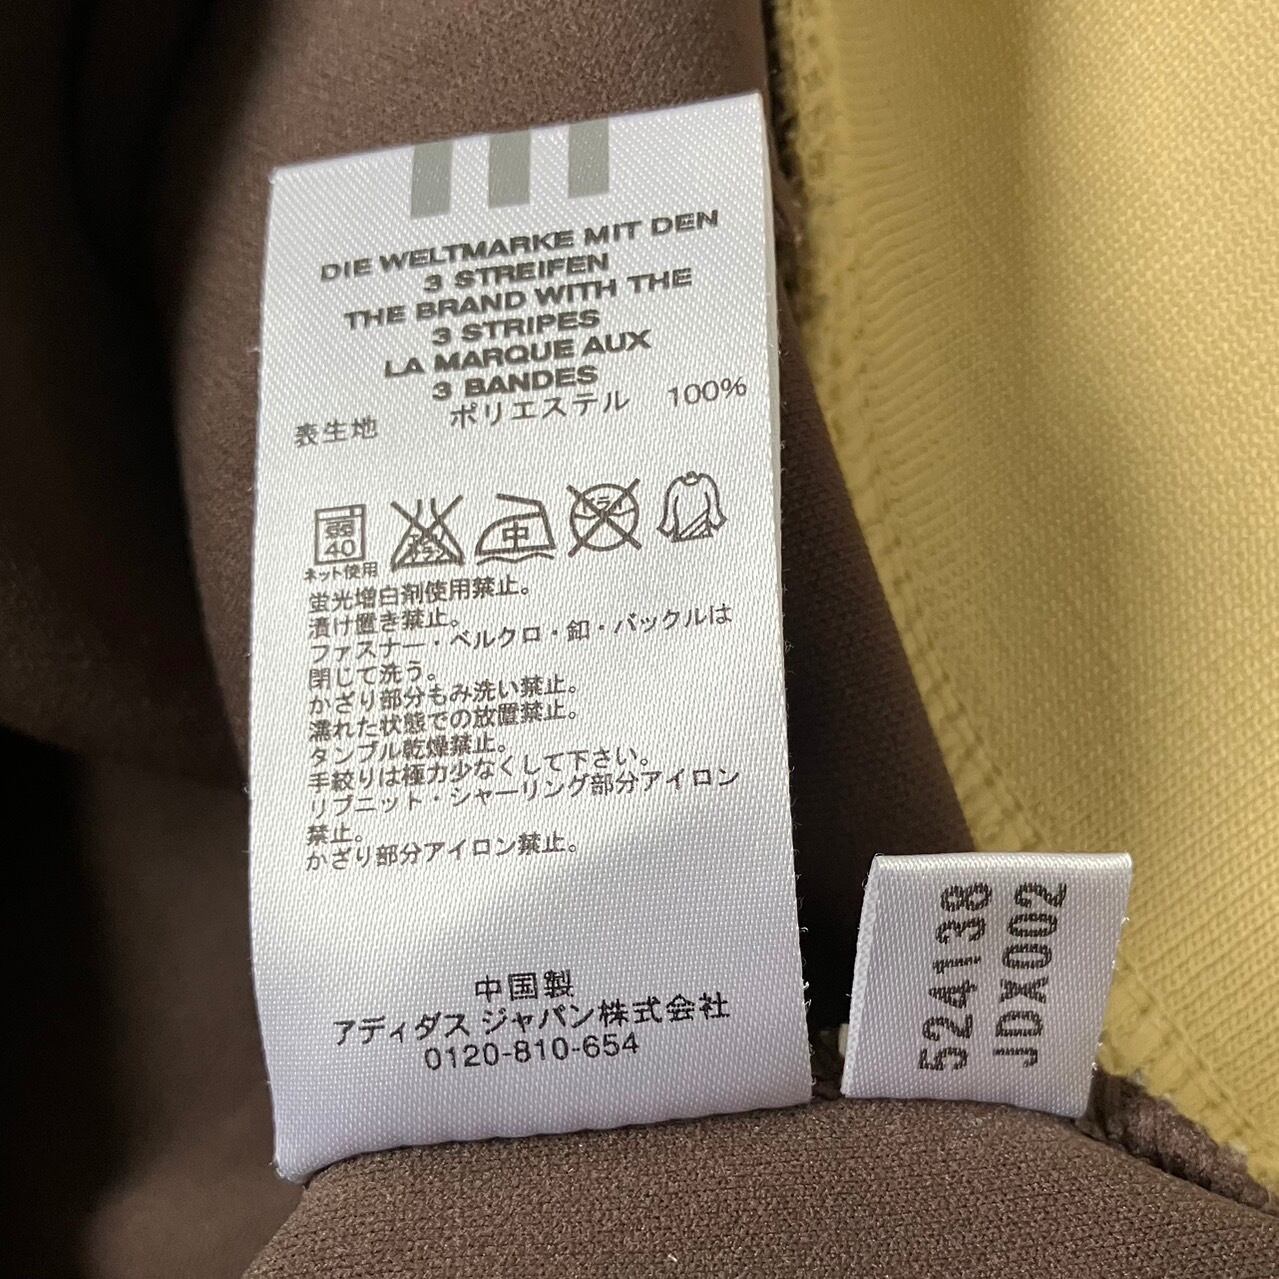 DIE WELTMARKE MIT DEN
3 STREIFEN
THE BRAND WITH THE
3 STRIPES
LA MARQUE AUX
3 BANDES
表生地 ポリエステル 100%
弱
40
中
ネット使用
蛍光増白剤使用禁止。
漬け置き禁止。
ファスナー・ベルクロ・釦・バックルは
閉じて洗う。
かざり部分もみ洗い禁止。
濡れた状態での放置禁止。
タンブル乾燥禁止。
手絞りは極力少なくして下さい。
リブニット・シャーリング部分アイロン
禁止。
かざり部分アイロン禁止。
中国製
アディダス ジャパン株式会社
0120-810-654
524138
JDX002